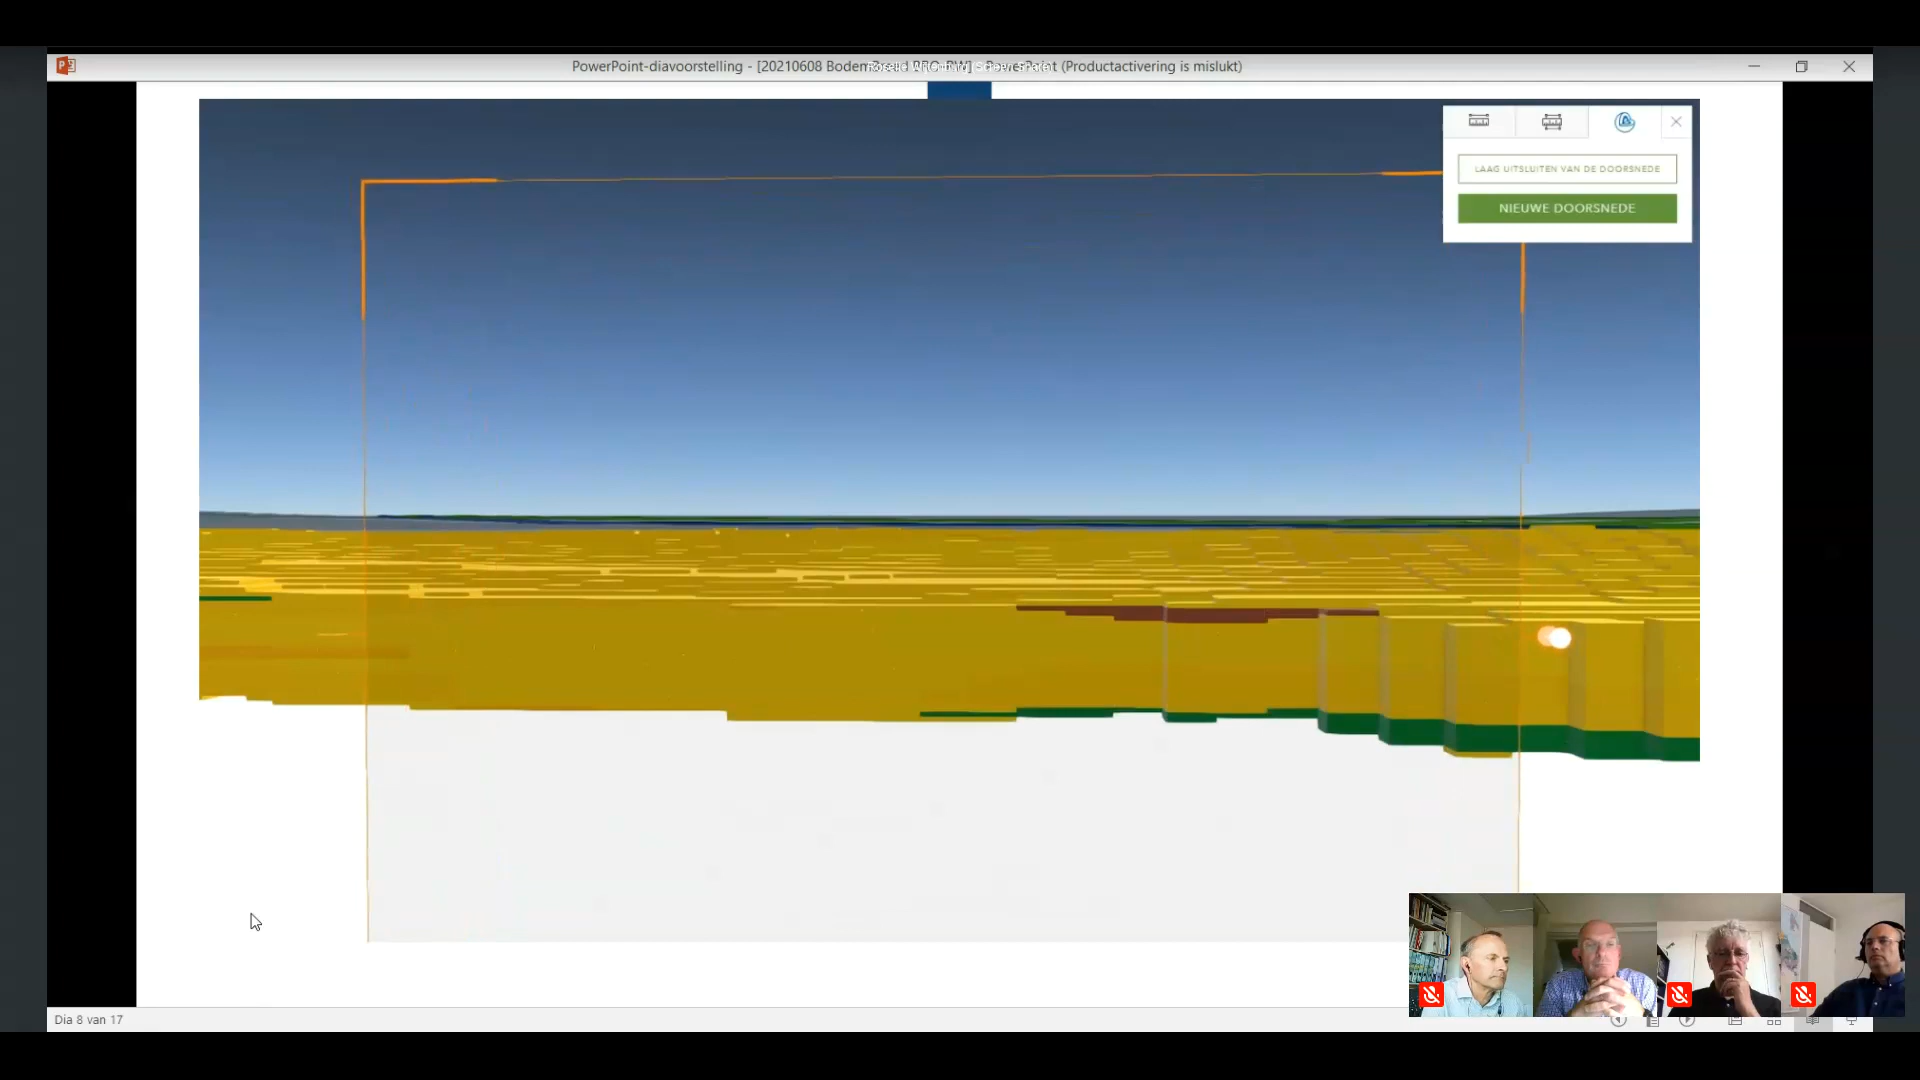 PowerPoint-diavoorstelling - [20210608 Bodem (Productactivering is mislukt)
LAAG UITSLUITEN VAN DE DOORSNEDE
NIEUWE DOORSNEDE
Dia 8 van 17